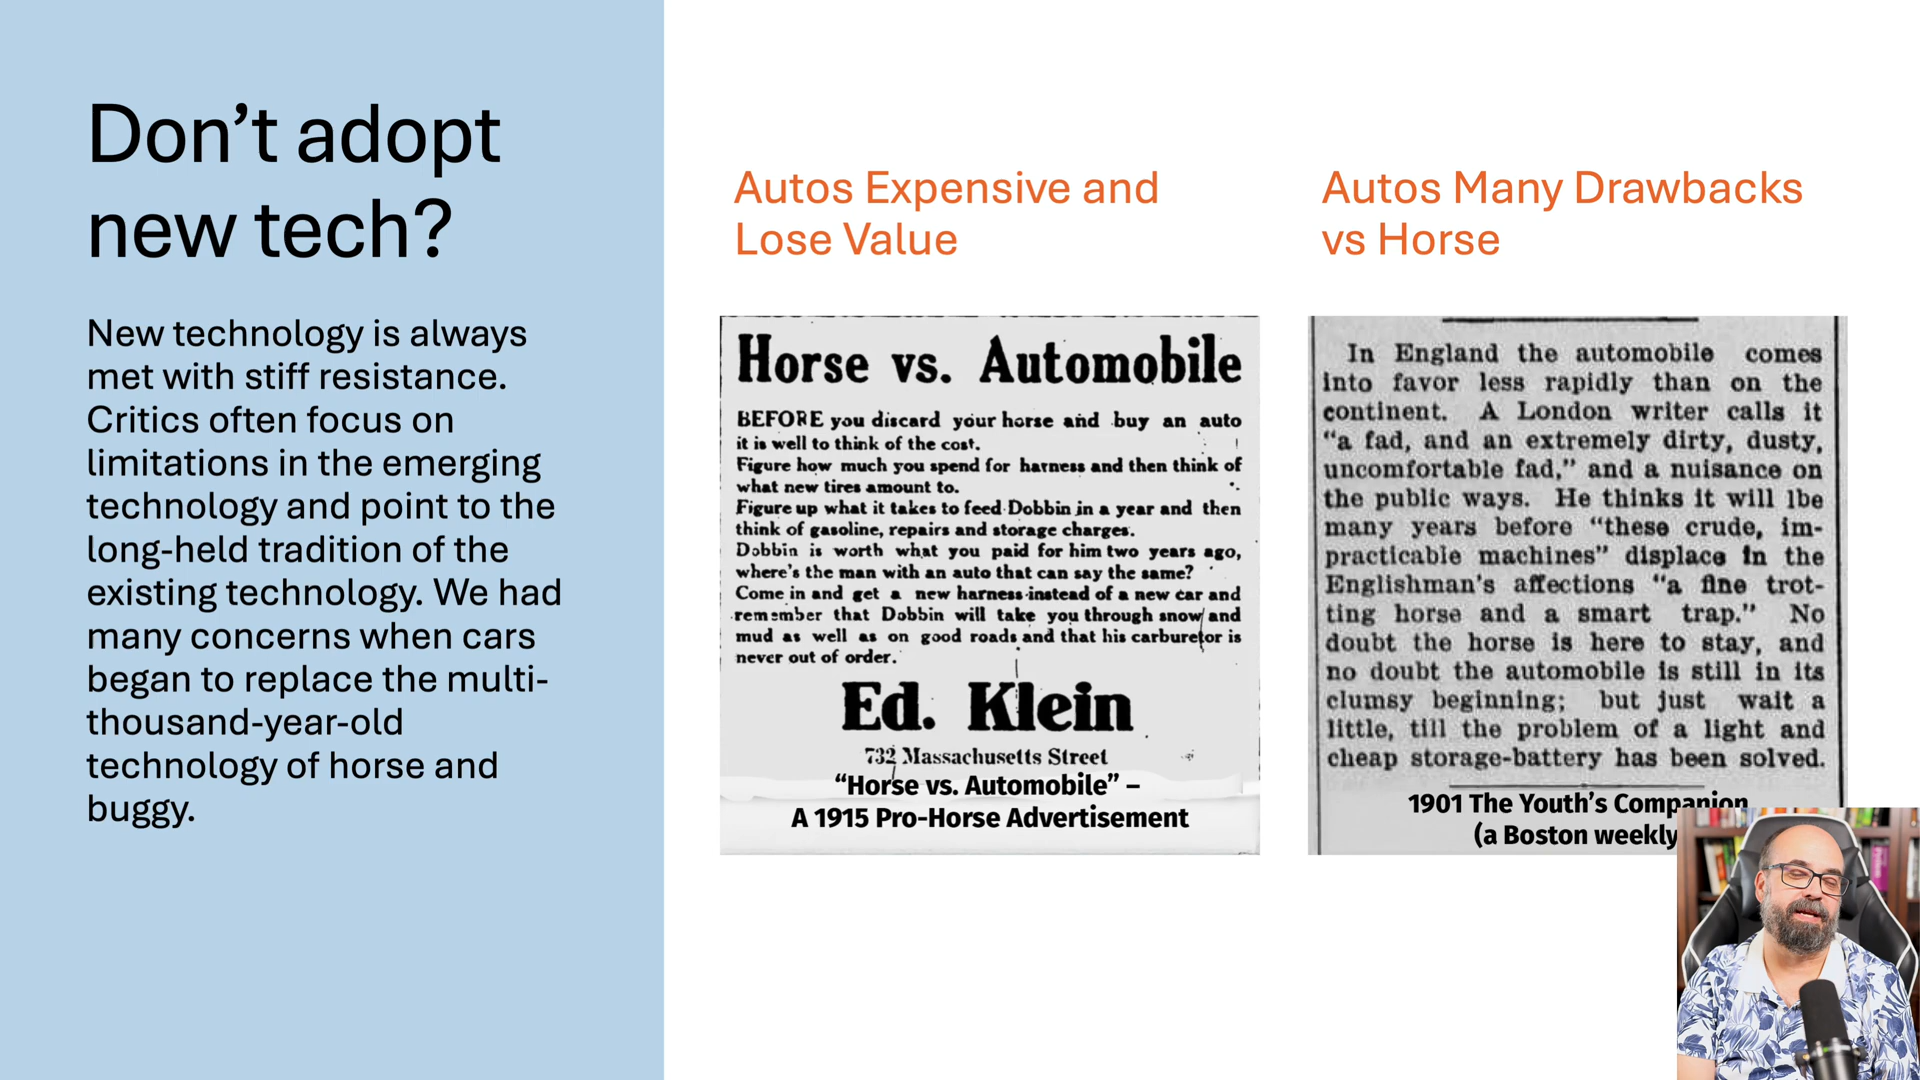 Don’t adopt
new tech?
New technology is always
met with stiff resistance.
Critics often focus on
limitations in the emerging
technology and point to the
long-held tradition of the
existing technology. We had
many concerns when cars
began to replace the multi-
thousand-year-old
technology of horse and
buggy.
Autos Expensive and
Lose Value
Horse vs. Automobile
BEFORE you discard your horse and buy an auto
it is well to think of the cost.
Figure how much you spend for harness and then think of
what new tires amount to.
Figure up what it takes to feed Dobbin in a year and then
think of gasoline, repairs and storage charges.
Dobbin is worth what you paid for him two years ago,
where's the man with an auto that can say the same?
Come in and get a new harness instead of a new car and
remember that Dobbin will take you through snow and
mud as well as on good roads and that his carburetor is
never out of order.
Ed. Klein
732 Massachusetts Street
“Horse vs. Automobile” –
A 1915 Pro-Horse Advertisement
Autos Many Drawbacks
vs Horse
In England the automobile comes
into favor less rapidly than on the
continent. A London writer calls it
“a fad, and an extremely dirty, dusty,
uncomfortable fad,” and a nuisance on
the public ways. He thinks it will be
many years before “these crude, im-
practicable machines” displace in the
Englishman's affections “a fine trot-
ting horse and a smart trap.” No
doubt the horse is here to stay, and
no doubt the automobile is still in its
clumsy beginning; but just wait a
little, till the problem of a light and
cheap storage-battery has been solved.
1901 The Youth’s Companion
(a Boston weekly